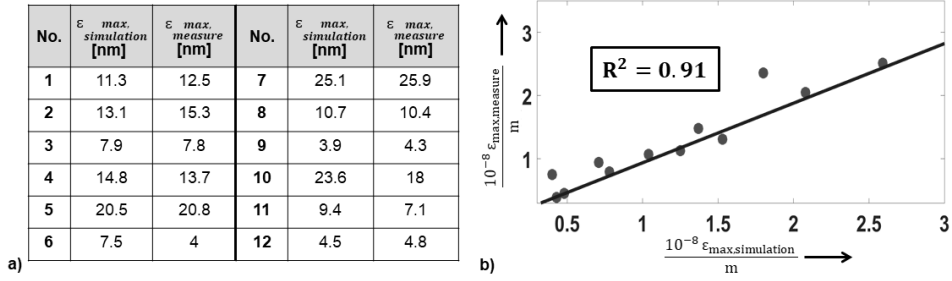 No. ε max, simulation [nm] ε max, measure [nm] No. ε max, simulation [nm] ε max, measure [nm]
1 11.3 12.5 7 25.1 25.9
2 13.1 15.3 8 10.7 10.4
3 7.9 7.8 9 3.9 4.3
4 14.8 13.7 10 23.6 18
5 20.5 20.8 11 9.4 7.1
6 7.5 4 12 4.5 4.8
a)
3
2
1
10⁻⁸ ε max,measure
m
R² = 0.91
0.5 1 1.5 2 2.5 3
10⁻⁸ ε max,simulation
m
b)